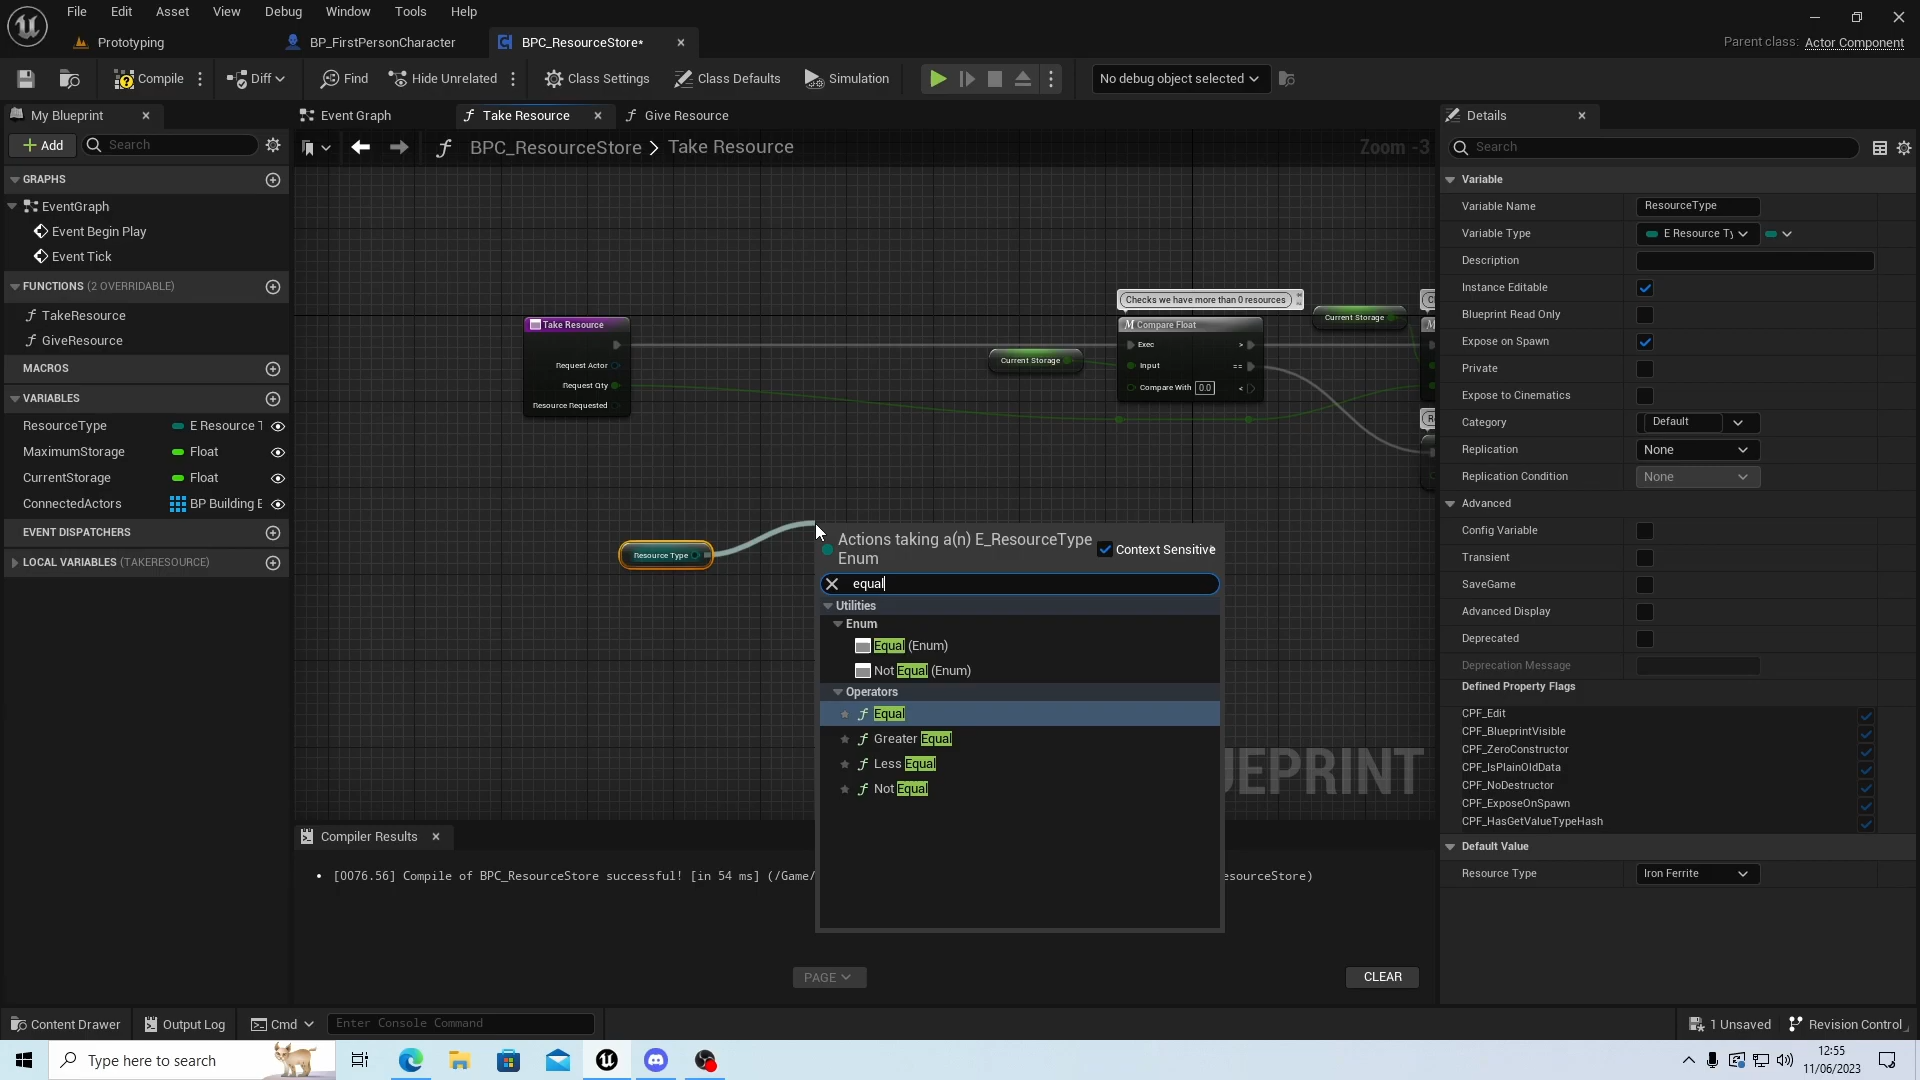 File Edit Asset View Debug Window Tools Help
Prototyping BP_FirstPersonCharacter BPC_ResourceStore*
Parent class: Actor Component
Compile Diff Find Hide Unrelated Class Settings Class Defaults Simulation No debug object selected
My Blueprint
Add Search
GRAPHS
EventGraph
Event Begin Play
Event Tick
FUNCTIONS (2 OVERRIDABLE)
TakeResource
GiveResource
MACROS
VARIABLES
ResourceType E Resource T
MaximumStorage Float
CurrentStorage Float
ConnectedActors BP Building E
EVENT DISPATCHERS
LOCAL VARIABLES (TAKERESOURCE)
Event Graph Take Resource Give Resource
BPC_ResourceStore > Take Resource
Zoom -3
Take Resource
Request Actor
Request Qty
Resource Requested
Checks we have more than 0 resources
Current Storage
Compare Float
Exec >
Input ==
Compare With 0.0 <
Current Storage
Resource Type
Actions taking a(n) E_ResourceType
Enum
Context Sensitive
equal
Utilities
Enum
Equal (Enum)
Not Equal (Enum)
Operators
Equal
Greater Equal
Less Equal
Not Equal
UEPRINT
Compiler Results
[0076.56] Compile of BPC_ResourceStore successful! [in 54 ms] (/Game/ esourceStore)
PAGE
CLEAR
Details
Search
Variable
Variable Name ResourceType
Variable Type E Resource Ty
Description
Instance Editable
Blueprint Read Only
Expose on Spawn
Private
Expose to Cinematics
Category Default
Replication None
Replication Condition None
Advanced
Config Variable
Transient
SaveGame
Advanced Display
Deprecated
Deprecation Message
Defined Property Flags
CPF_Edit
CPF_BlueprintVisible
CPF_ZeroConstructor
CPF_IsPlainOldData
CPF_NoDestructor
CPF_ExposeOnSpawn
CPF_HasGetValueTypeHash
Default Value
Resource Type Iron Ferrite
Content Drawer Output Log Cmd Enter Console Command 1 Unsaved Revision Control
Type here to search
12:55
11/06/2023